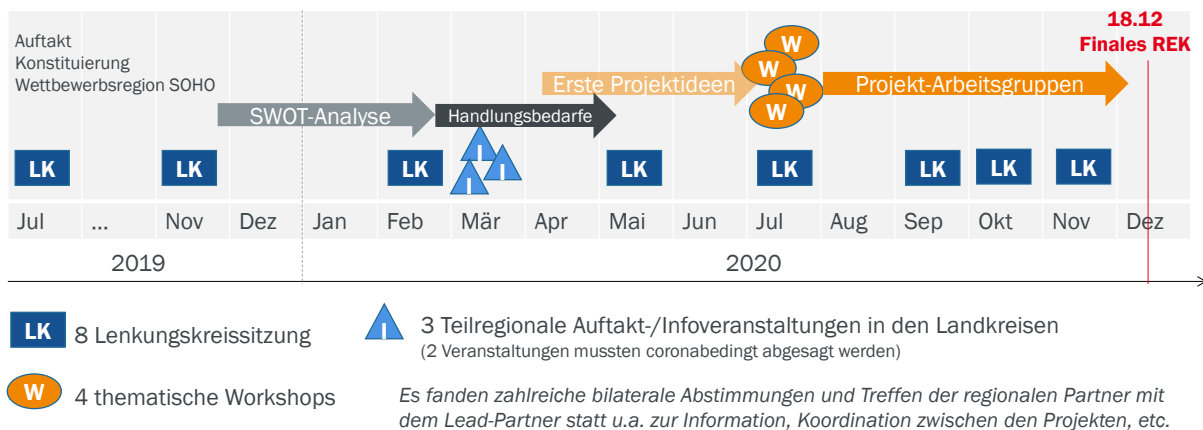 18.12
Finales REK
Auftakt
Konstituierung
Wettbewerbsregion SOHO
W
W
W
W
Erste Projektideen
Projekt-Arbeitsgruppen
SWOT-Analyse
Handlungsbedarfe
I
I
I
LK
LK
LK
LK
LK
LK
LK
LK
Jul
...
Nov
Dez
Jan
Feb
Mär
Apr
Mai
Jun
Jul
Aug
Sep
Okt
Nov
Dez
2019
2020
LK
8 Lenkungskreissitzung
I
3 Teilregionale Auftakt-/Infoveranstaltungen in den Landkreisen
(2 Veranstaltungen mussten coronabedingt abgesagt werden)
W
4 thematische Workshops
Es fanden zahlreiche bilaterale Abstimmungen und Treffen der regionalen Partner mit
dem Lead-Partner statt u.a. zur Information, Koordination zwischen den Projekten, etc.